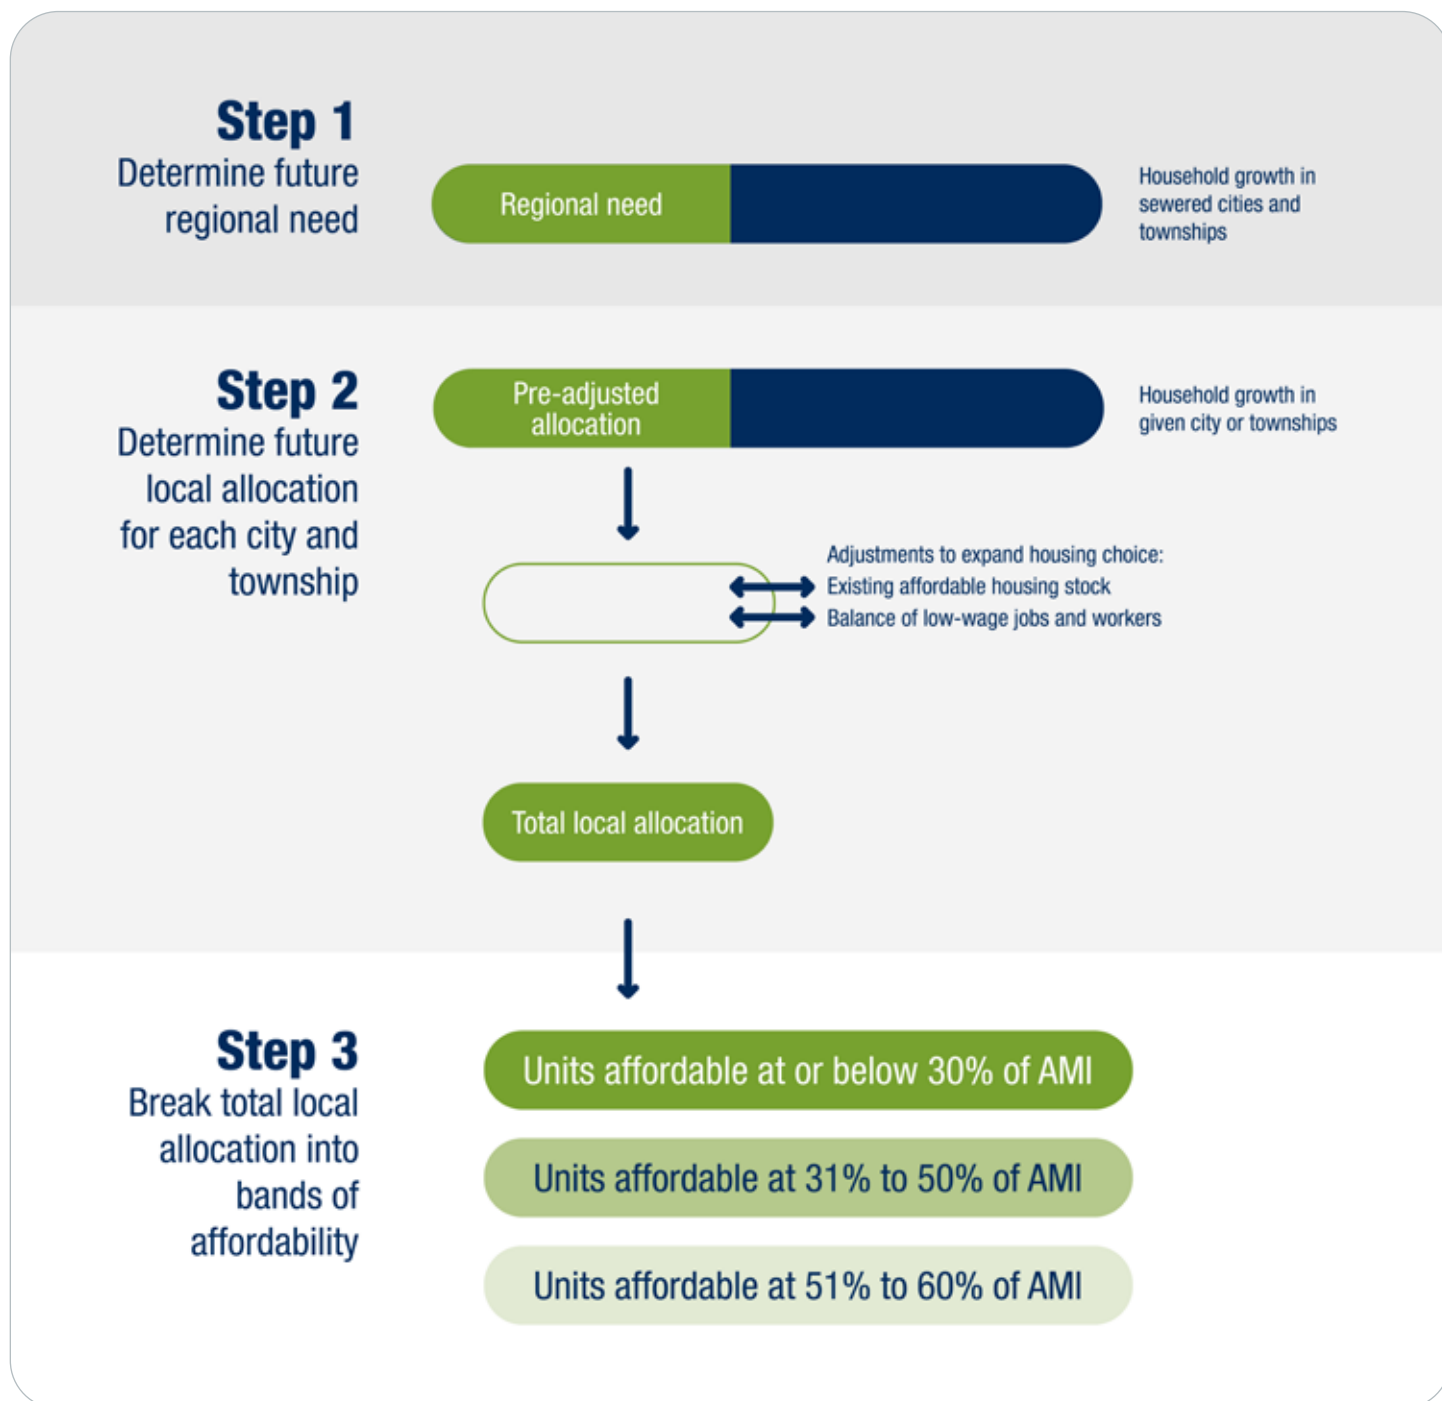 Step 1
Determine future
regional need
Regional need
Household growth in
sewered cities and
townships
Step 2
Determine future
local allocation
for each city and
township
Pre-adjusted
allocation
Household growth in
given city or townships
Adjustments to expand housing choice:
Existing affordable housing stock
Balance of low-wage jobs and workers
Total local allocation
Step 3
Break total local
allocation into
bands of
affordability
Units affordable at or below 30% of AMI
Units affordable at 31% to 50% of AMI
Units affordable at 51% to 60% of AMI